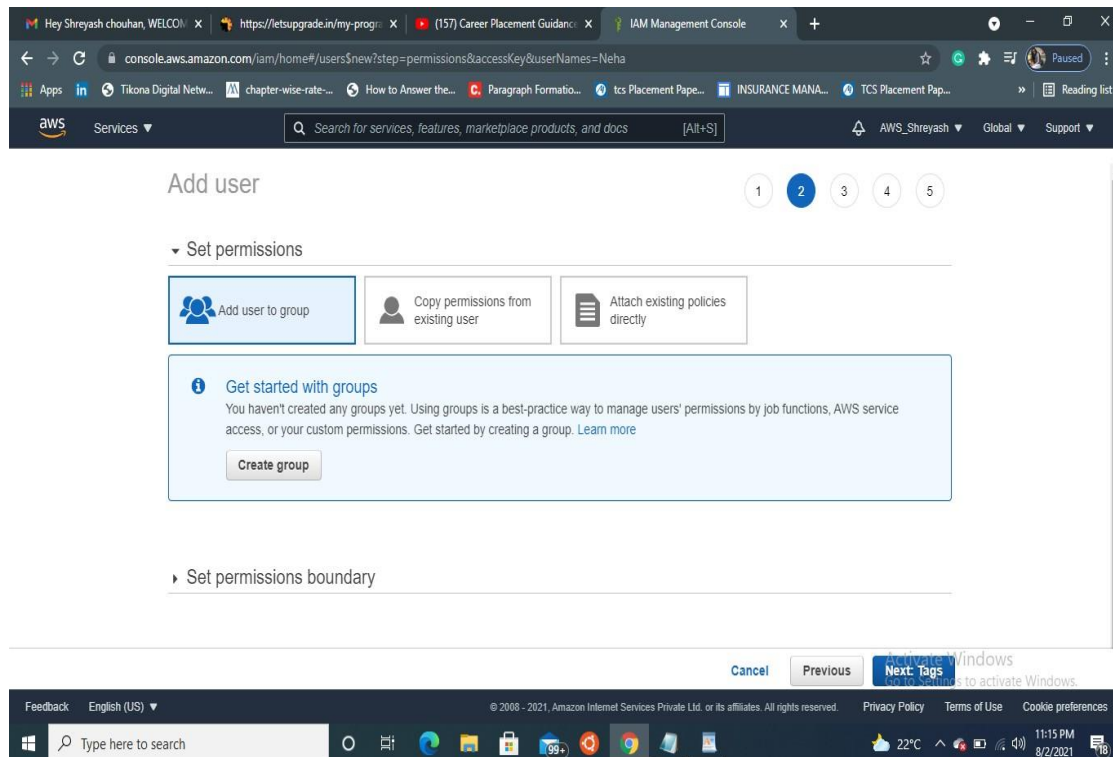 Hey Shreyash chouhan, WELCOM
https://letsupgrade.in/my-progra
(157) Career Placement Guidance
IAM Management Console
console.aws.amazon.com/iam/home#/users$new?step=permissions&accessKey&userNames=Neha
Paused
Apps
Tikona Digital Netw...
chapter-wise-rate-...
How to Answer the...
Paragraph Formatio...
tcs Placement Pape...
INSURANCE MANA...
TCS Placement Pap...
»
Reading list
aws
Services ▼
Search for services, features, marketplace products, and docs
[Alt+S]
AWS_Shreyash ▼
Global ▼
Support ▼
Add user
1 2 3 4 5
Set permissions
Add user to group
Copy permissions from
existing user
Attach existing policies
directly
Get started with groups
You haven't created any groups yet. Using groups is a best-practice way to manage users' permissions by job functions, AWS service
access, or your custom permissions. Get started by creating a group. Learn more
Create group
Set permissions boundary
Cancel
Previous
Next: Tags
Activate Windows
Go to Settings to activate Windows.
Feedback
English (US) ▼
© 2008 - 2021, Amazon Internet Services Private Ltd. or its affiliates. All rights reserved.
Privacy Policy
Terms of Use
Cookie preferences
Type here to search
99+
22°C
11:15 PM
8/2/2021
18